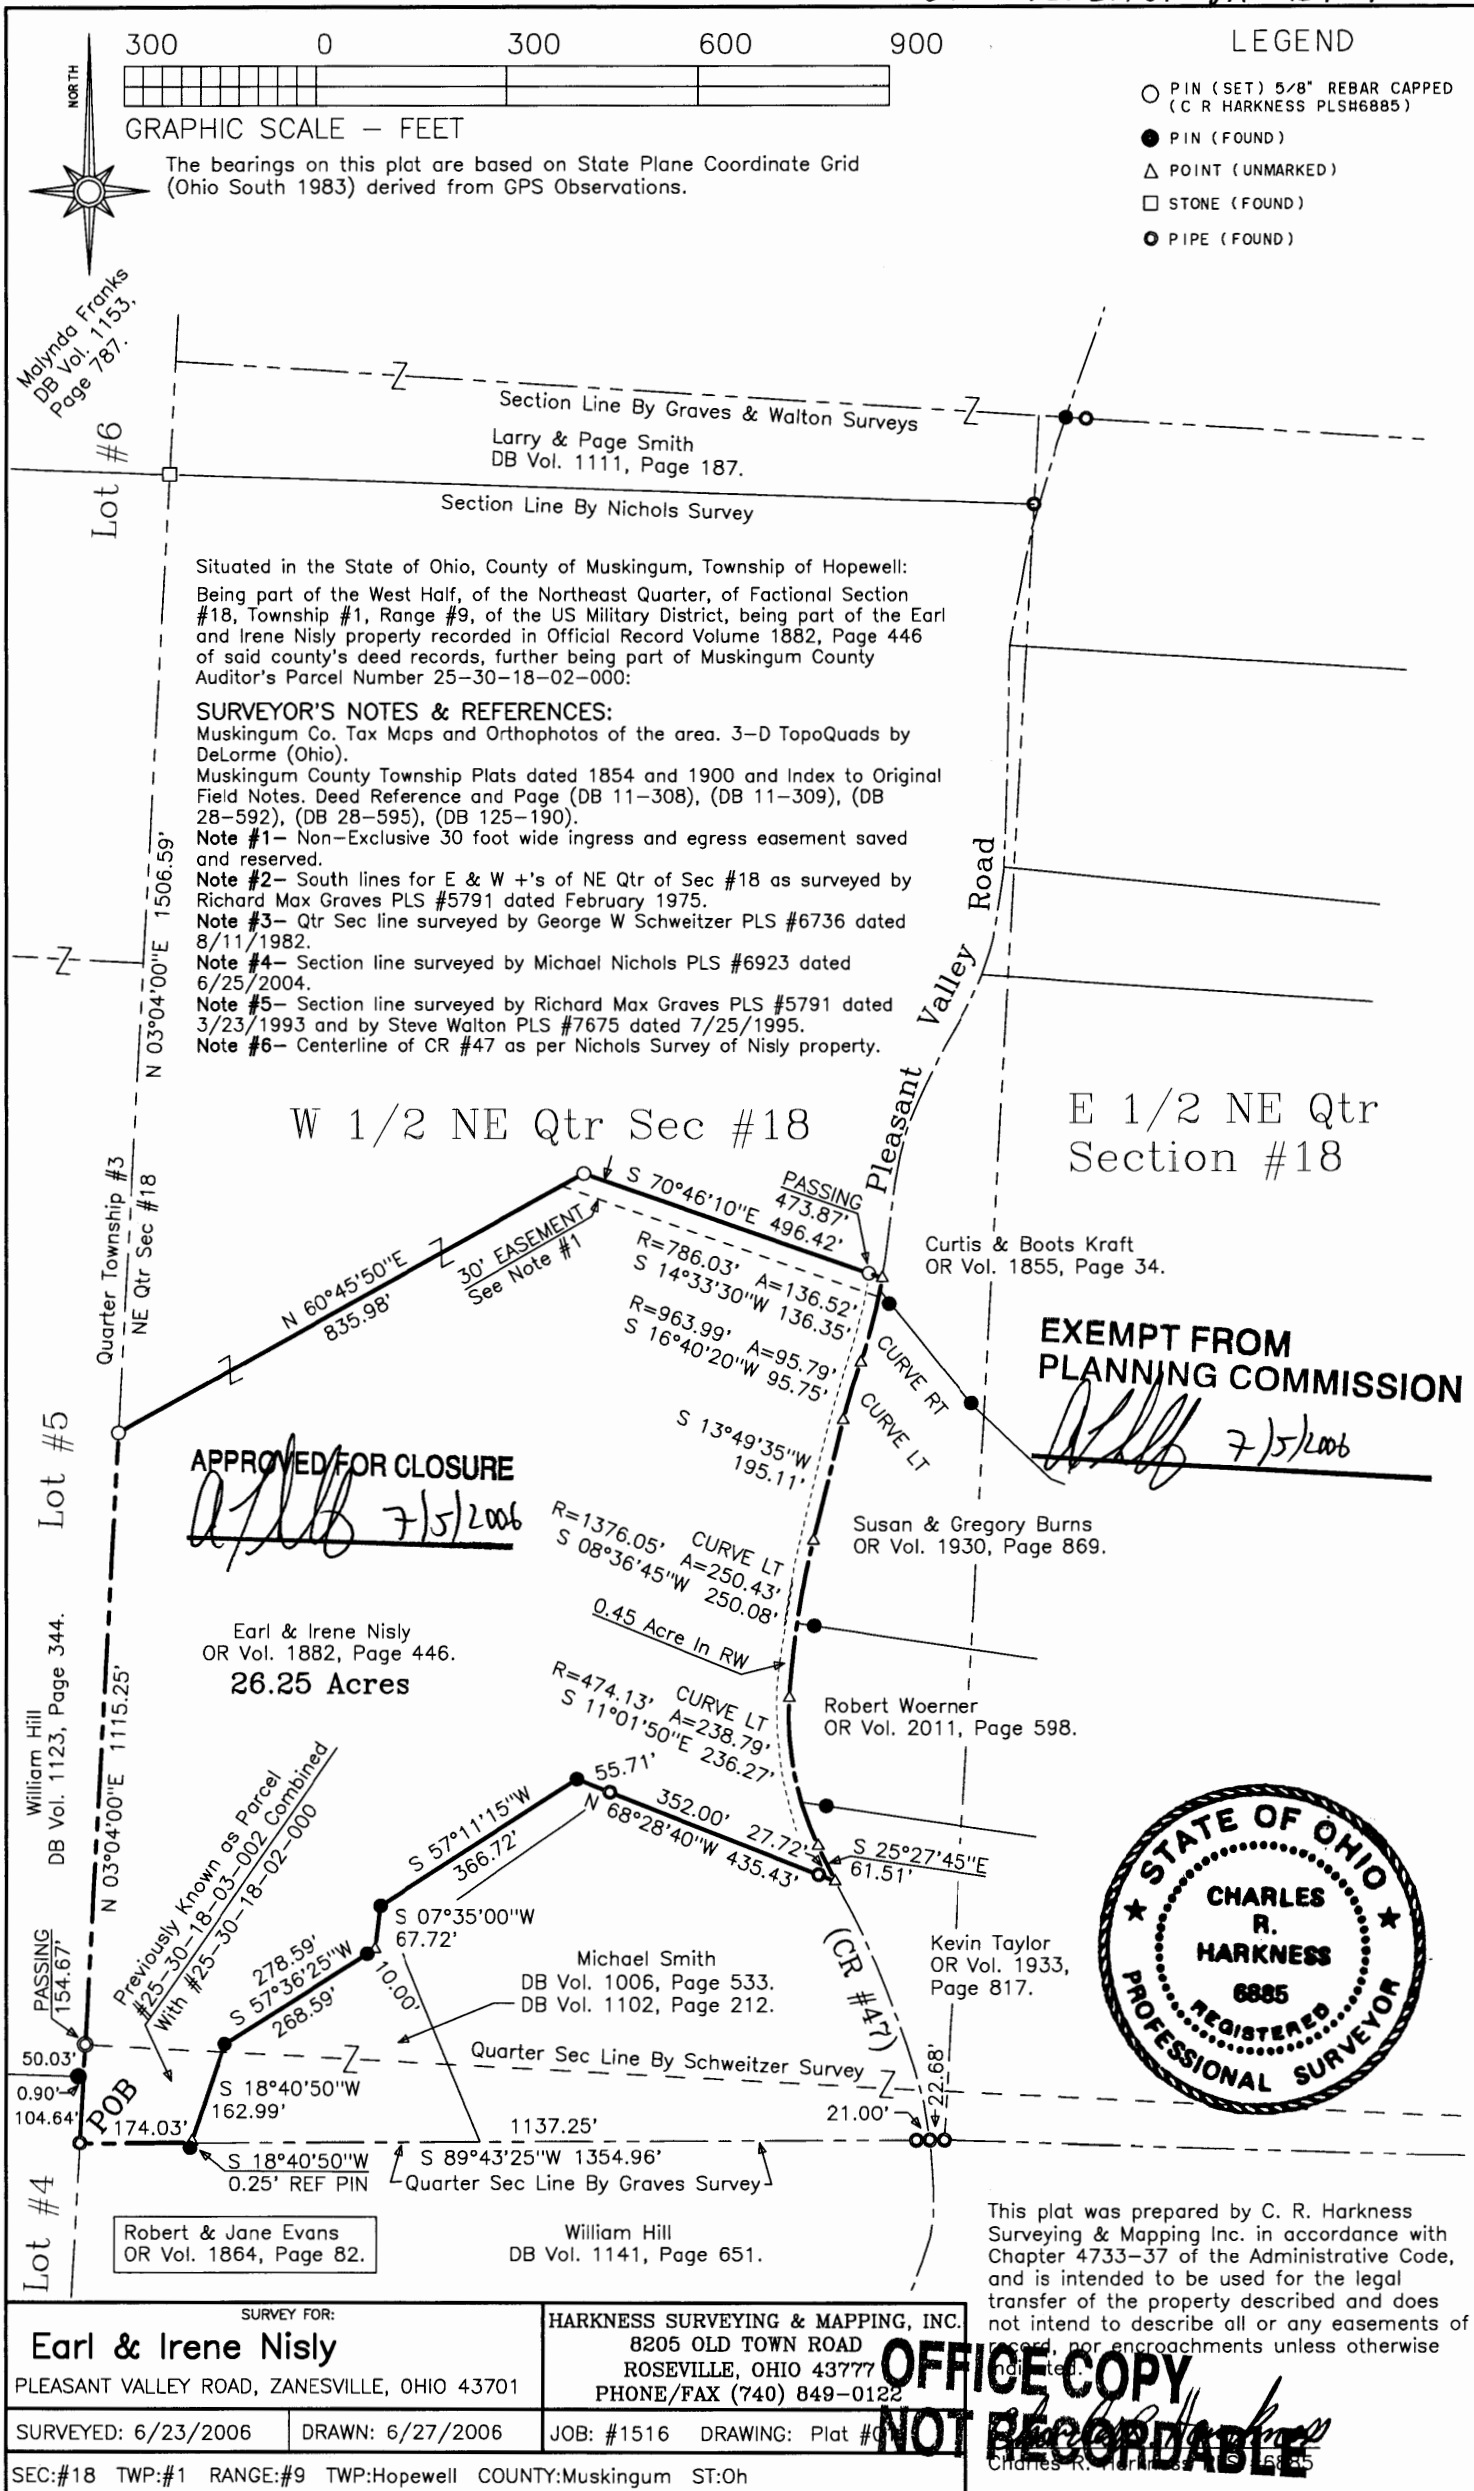 300 0 300 600 900
NORTH
GRAPHIC SCALE – FEET
The bearings on this plat are based on State Plane Coordinate Grid
(Ohio South 1983) derived from GPS Observations.
LEGEND
PIN (SET) 5/8" REBAR CAPPED
(C R HARKNESS PLS#6885)
PIN (FOUND)
POINT (UNMARKED)
STONE (FOUND)
PIPE (FOUND)
Malynda Franks
DB Vol. 1153,
Page 787.
Lot #6
Section Line By Graves & Walton Surveys
Larry & Page Smith
DB Vol. 1111, Page 187.
Section Line By Nichols Survey
Situated in the State of Ohio, County of Muskingum, Township of Hopewell:
Being part of the West Half, of the Northeast Quarter, of Factional Section
#18, Township #1, Range #9, of the US Military District, being part of the Earl
and Irene Nisly property recorded in Official Record Volume 1882, Page 446
of said county's deed records, further being part of Muskingum County
Auditor's Parcel Number 25–30–18–02–000:
SURVEYOR'S NOTES & REFERENCES:
Muskingum Co. Tax Maps and Orthophotos of the area. 3–D TopoQuads by
DeLorme (Ohio).
Muskingum County Township Plats dated 1854 and 1900 and Index to Original
Field Notes. Deed Reference and Page (DB 11–308), (DB 11–309), (DB
28–592), (DB 28–595), (DB 125–190).
Note #1– Non–Exclusive 30 foot wide ingress and egress easement saved
and reserved.
Note #2– South lines for E & W +'s of NE Qtr of Sec #18 as surveyed by
Richard Max Graves PLS #5791 dated February 1975.
Note #3– Qtr Sec line surveyed by George W Schweitzer PLS #6736 dated
8/11/1982.
Note #4– Section line surveyed by Michael Nichols PLS #6923 dated
6/25/2004.
Note #5– Section line surveyed by Richard Max Graves PLS #5791 dated
3/23/1993 and by Steve Walton PLS #7675 dated 7/25/1995.
Note #6– Centerline of CR #47 as per Nichols Survey of Nisly property.
N 03°04'00"E 1506.59'
Pleasant Valley Road
W 1/2 NE Qtr Sec #18
E 1/2 NE Qtr
Section #18
Quarter Township #3
NE Qtr Sec #18
N 60°45'50"E
835.98'
30' EASEMENT
See Note #1
S 70°46'10"E 496.42'
PASSING
473.87'
R=786.03' A=136.52'
S 14°33'30"W 136.35'
CURVE RT
R=963.99' A=95.79'
S 16°40'20"W 95.75'
CURVE LT
S 13°49'35"W
195.11'
Curtis & Boots Kraft
OR Vol. 1855, Page 34.
EXEMPT FROM
PLANNING COMMISSION
7/5/2006
Lot #5
APPROVED FOR CLOSURE
7/5/2006
CURVE LT
R=1376.05' A=250.43'
S 08°36'45"W 250.08'
Susan & Gregory Burns
OR Vol. 1930, Page 869.
0.45 Acre In RW
William Hill
DB Vol. 1123, Page 344.
N 03°04'00"E 1115.25'
Earl & Irene Nisly
OR Vol. 1882, Page 446.
26.25 Acres
CURVE LT
R=474.13' A=238.79'
S 11°01'50"E 236.27'
Robert Woerner
OR Vol. 2011, Page 598.
Previously Known as Parcel
#25–30–18–03–002 Combined
With #25–30–18–02–000
55.71'
352.00' 27.72'
N 68°28'40"W 435.43'
S 25°27'45"E
61.51'
S 57°11'15"W
366.72'
S 07°35'00"W
67.72'
278.59'
S 57°36'25"W
268.59'
10.00'
Michael Smith
DB Vol. 1006, Page 533.
DB Vol. 1102, Page 212.
(CR #47)
Kevin Taylor
OR Vol. 1933,
Page 817.
STATE OF OHIO
CHARLES
R.
HARKNESS
6885
REGISTERED
PROFESSIONAL SURVEYOR
PASSING
154.67'
50.03'
0.90'
104.64'
POB
174.03'
S 18°40'50"W
162.99'
Quarter Sec Line By Schweitzer Survey
22.68'
21.00'
1137.25'
S 89°43'25"W 1354.96'
S 18°40'50"W
0.25' REF PIN
Quarter Sec Line By Graves Survey
Lot #4
Robert & Jane Evans
OR Vol. 1864, Page 82.
William Hill
DB Vol. 1141, Page 651.
This plat was prepared by C. R. Harkness
Surveying & Mapping Inc. in accordance with
Chapter 4733–37 of the Administrative Code,
and is intended to be used for the legal
transfer of the property described and does
not intend to describe all or any easements of
record, nor encroachments unless otherwise
indicated.
Charles R. Harkness
SURVEY FOR:
Earl & Irene Nisly
PLEASANT VALLEY ROAD, ZANESVILLE, OHIO 43701
HARKNESS SURVEYING & MAPPING, INC.
8205 OLD TOWN ROAD
ROSEVILLE, OHIO 43777
PHONE/FAX (740) 849–0122
OFFICE COPY
NOT RECORDABLE
SURVEYED: 6/23/2006 DRAWN: 6/27/2006 JOB: #1516 DRAWING: Plat
SEC:#18 TWP:#1 RANGE:#9 TWP:Hopewell COUNTY:Muskingum ST:Oh